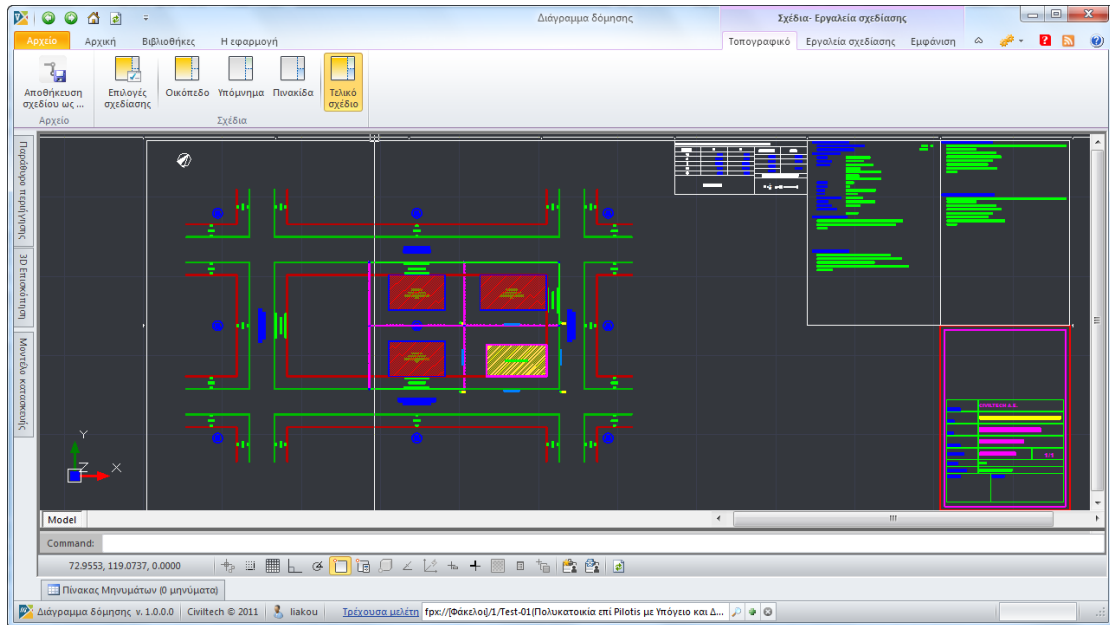 Διάγραμμα δόμησης
Σχέδια- Εργαλεία σχεδίασης
Αρχείο
Αρχική
Βιβλιοθήκες
Η εφαρμογή
Τοπογραφικό
Εργαλεία σχεδίασης
Εμφάνιση
Αποθήκευση σχεδίου ως ...
Επιλογές σχεδίασης
Οικόπεδο
Υπόμνημα
Πινακίδα
Τελικό σχέδιο
Αρχείο
Σχέδια
Παράθυρο περιήγησης
3D Επισκόπηση
Μοντέλο κατασκευής
CIVILTECH A.E.
Y
Z
X
Model
Command:
72.9553, 119.0737, 0.0000
Πίνακας Μηνυμάτων (0 μηνύματα)
Διάγραμμα δόμησης v. 1.0.0.0
Civiltech © 2011
liakou
Τρέχουσα μελέτη
fpx://[Φάκελοι]/1/Test-01(Πολυκατοικία επί Pilotis με Υπόγειο και Δ...